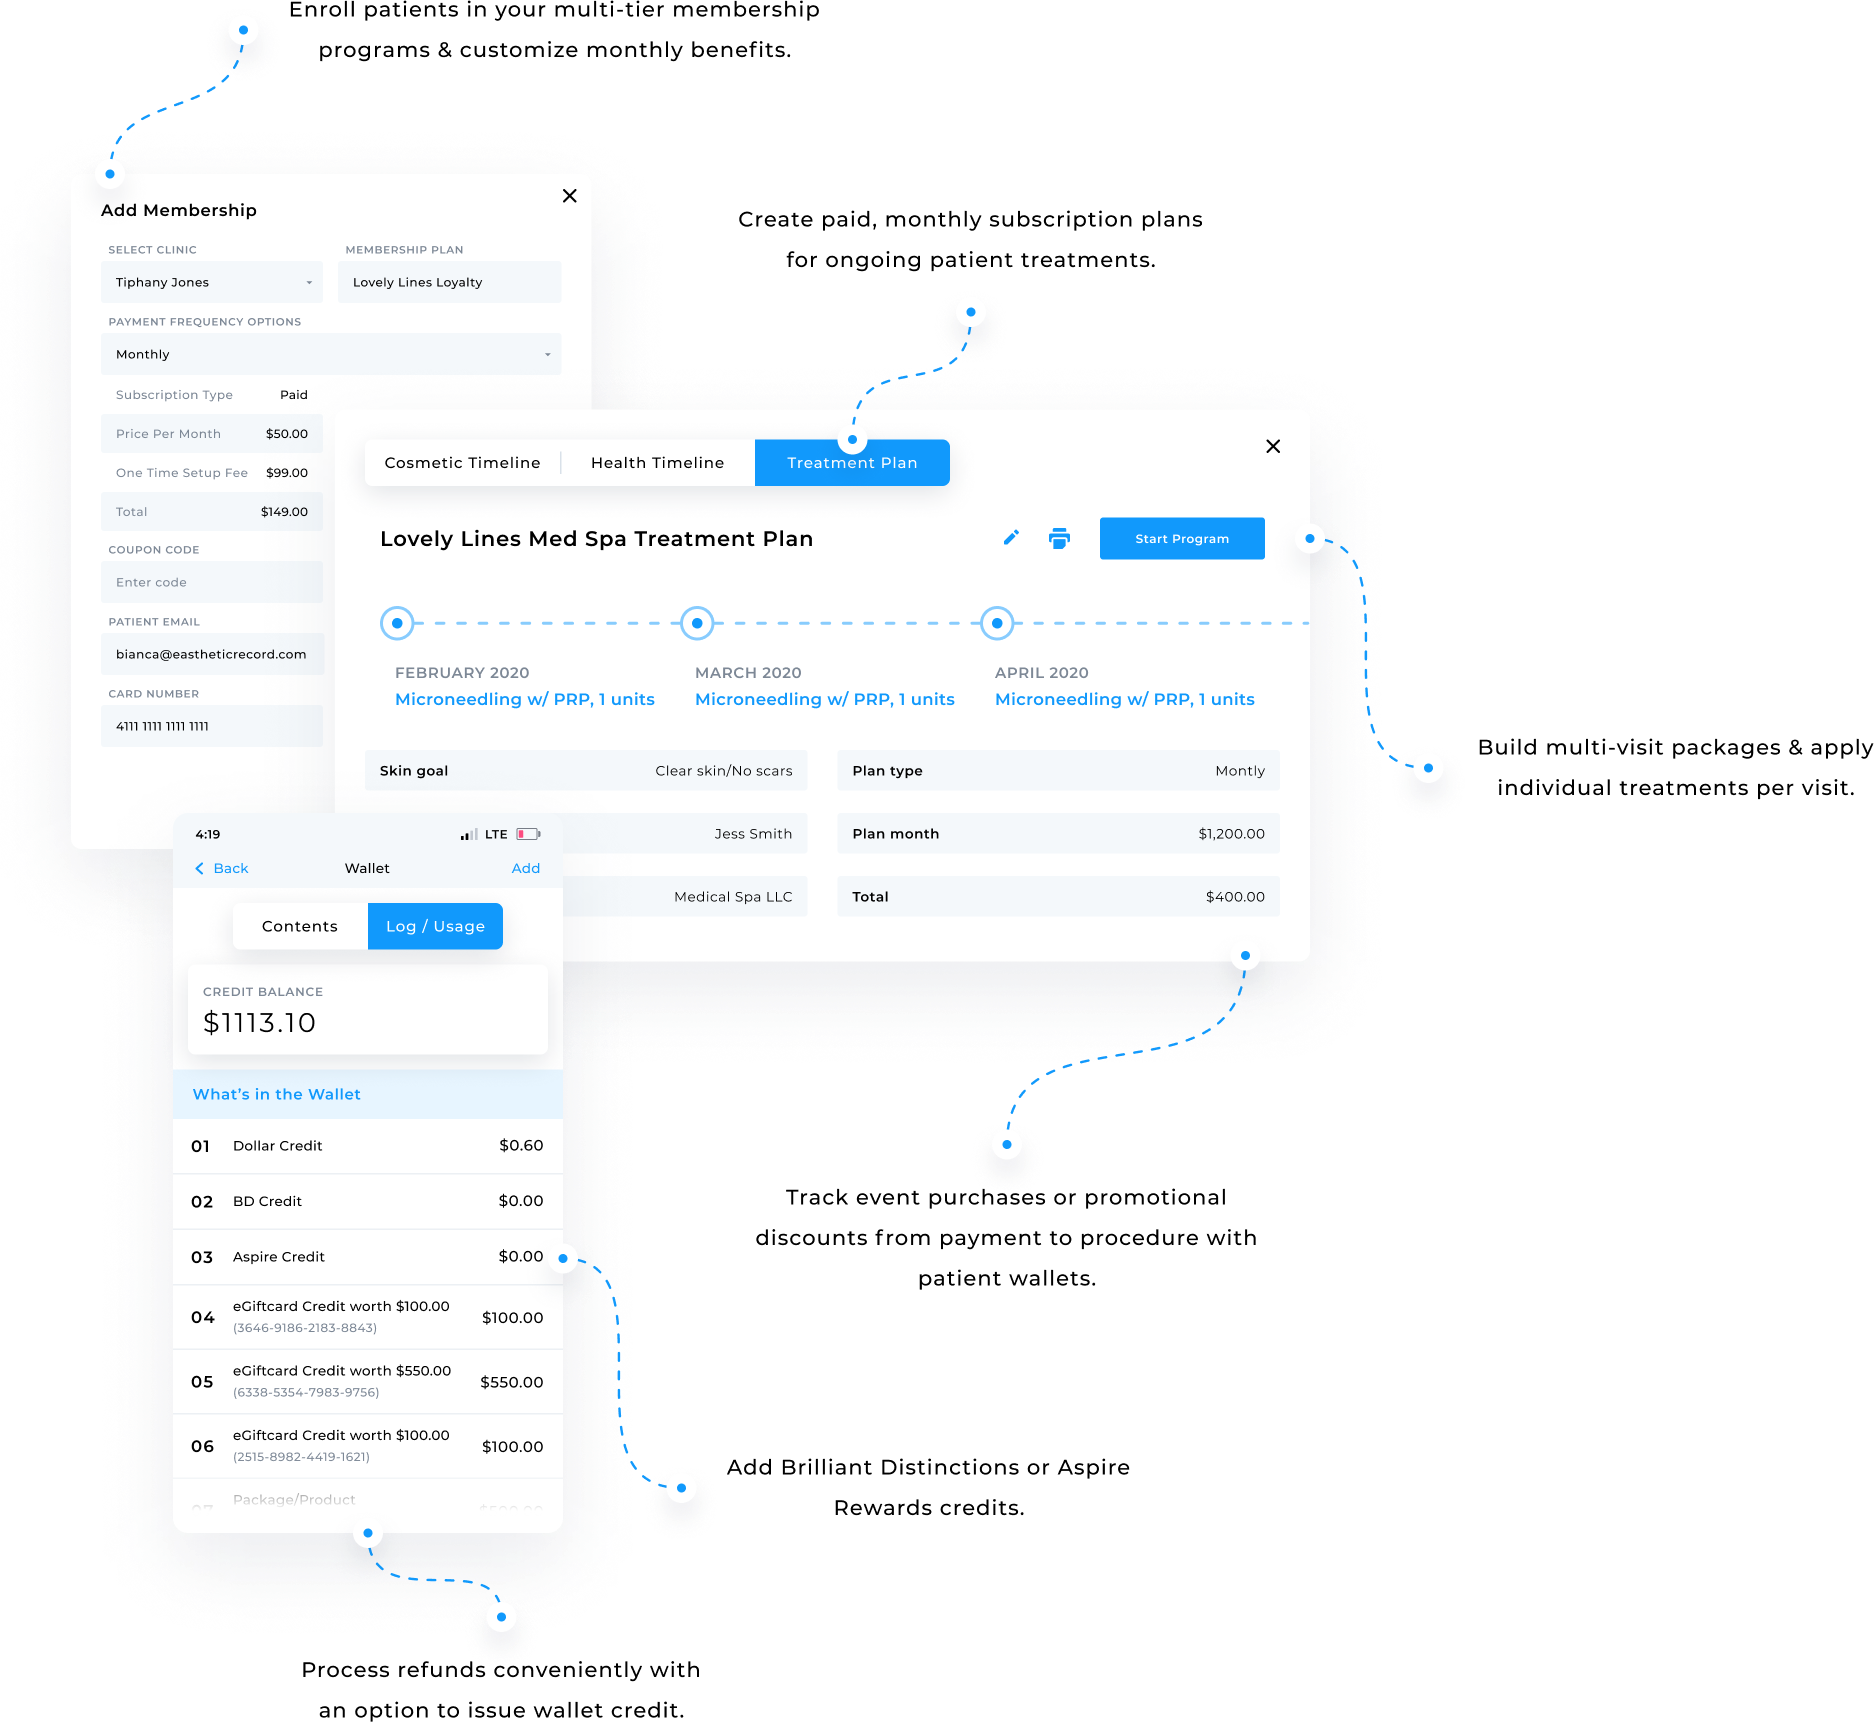 Enroll patients in your multi-tier membership
programs & customize monthly benefits.
Add Membership
SELECT CLINIC
MEMBERSHIP PLAN
Tiphany Jones
Lovely Lines Loyalty
PAYMENT FREQUENCY OPTIONS
Monthly
Subscription Type Paid
Price Per Month $50.00
One Time Setup Fee $99.00
Total $149.00
COUPON CODE
Enter code
PATIENT EMAIL
bianca@eastheticrecord.com
CARD NUMBER
4111 1111 1111 1111
Create paid, monthly subscription plans
for ongoing patient treatments.
Cosmetic Timeline Health Timeline Treatment Plan
Lovely Lines Med Spa Treatment Plan
Start Program
FEBRUARY 2020
Microneedling w/ PRP, 1 units
MARCH 2020
Microneedling w/ PRP, 1 units
APRIL 2020
Microneedling w/ PRP, 1 units
Skin goal Clear skin/No scars
Plan type Montly
Jess Smith
Plan month $1,200.00
Medical Spa LLC
Total $400.00
Build multi-visit packages & apply
individual treatments per visit.
4:19 LTE
Back Wallet Add
Contents Log / Usage
CREDIT BALANCE
$1113.10
What's in the Wallet
01 Dollar Credit $0.60
02 BD Credit $0.00
03 Aspire Credit $0.00
04 eGiftcard Credit worth $100.00 $100.00
(3646-9186-2183-8843)
05 eGiftcard Credit worth $550.00 $550.00
(6338-5354-7983-9756)
06 eGiftcard Credit worth $100.00 $100.00
(2515-8982-4419-1621)
Package/Product
07
Track event purchases or promotional
discounts from payment to procedure with
patient wallets.
Add Brilliant Distinctions or Aspire
Rewards credits.
Process refunds conveniently with
an option to issue wallet credit.